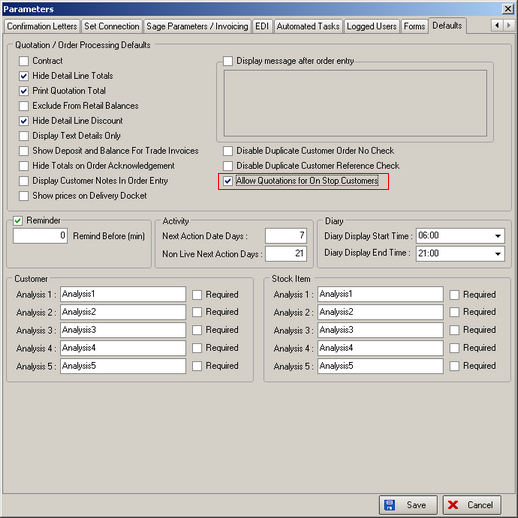 Parameters
Confirmation Letters Set Connection Sage Parameters / Invoicing EDI Automated Tasks Logged Users Forms Defaults
Quotation / Order Processing Defaults
Contract
Hide Detail Line Totals
Print Quotation Total
Exclude From Retail Balances
Hide Detail Line Discount
Display Text Details Only
Show Deposit and Balance For Trade Invoices
Hide Totals on Order Acknowledgement
Display Customer Notes In Order Entry
Show prices on Delivery Docket
Display message after order entry
Disable Duplicate Customer Order No Check
Disable Duplicate Customer Reference Check
Allow Quotations for On Stop Customers
Reminder
0 Remind Before (min)
Activity
Next Action Date Days : 7
Non Live Next Action Days : 21
Diary
Diary Display Start Time : 06:00
Diary Display End Time : 21:00
Customer
Analysis 1 : Analysis1 Required
Analysis 2 : Analysis2 Required
Analysis 3 : Analysis3 Required
Analysis 4 : Analysis4 Required
Analysis 5 : Analysis5 Required
Stock Item
Analysis 1 : Analysis1 Required
Analysis 2 : Analysis2 Required
Analysis 3 : Analysis3 Required
Analysis 4 : Analysis4 Required
Analysis 5 : Analysis5 Required
Save Cancel